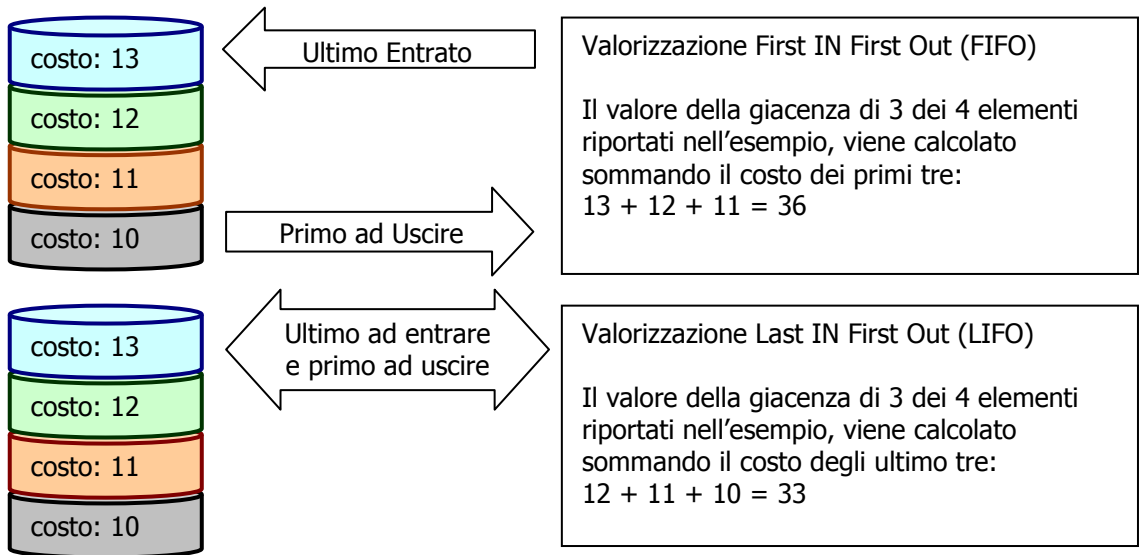 costo: 13
costo: 12
costo: 11
costo: 10
Ultimo Entrato
Primo ad Uscire
Valorizzazione First IN First Out (FIFO)
Il valore della giacenza di 3 dei 4 elementi
riportati nell'esempio, viene calcolato
sommando il costo dei primi tre:
13 + 12 + 11 = 36
costo: 13
costo: 12
costo: 11
costo: 10
Ultimo ad entrare
e primo ad uscire
Valorizzazione Last IN First Out (LIFO)
Il valore della giacenza di 3 dei 4 elementi
riportati nell'esempio, viene calcolato
sommando il costo degli ultimo tre:
12 + 11 + 10 = 33